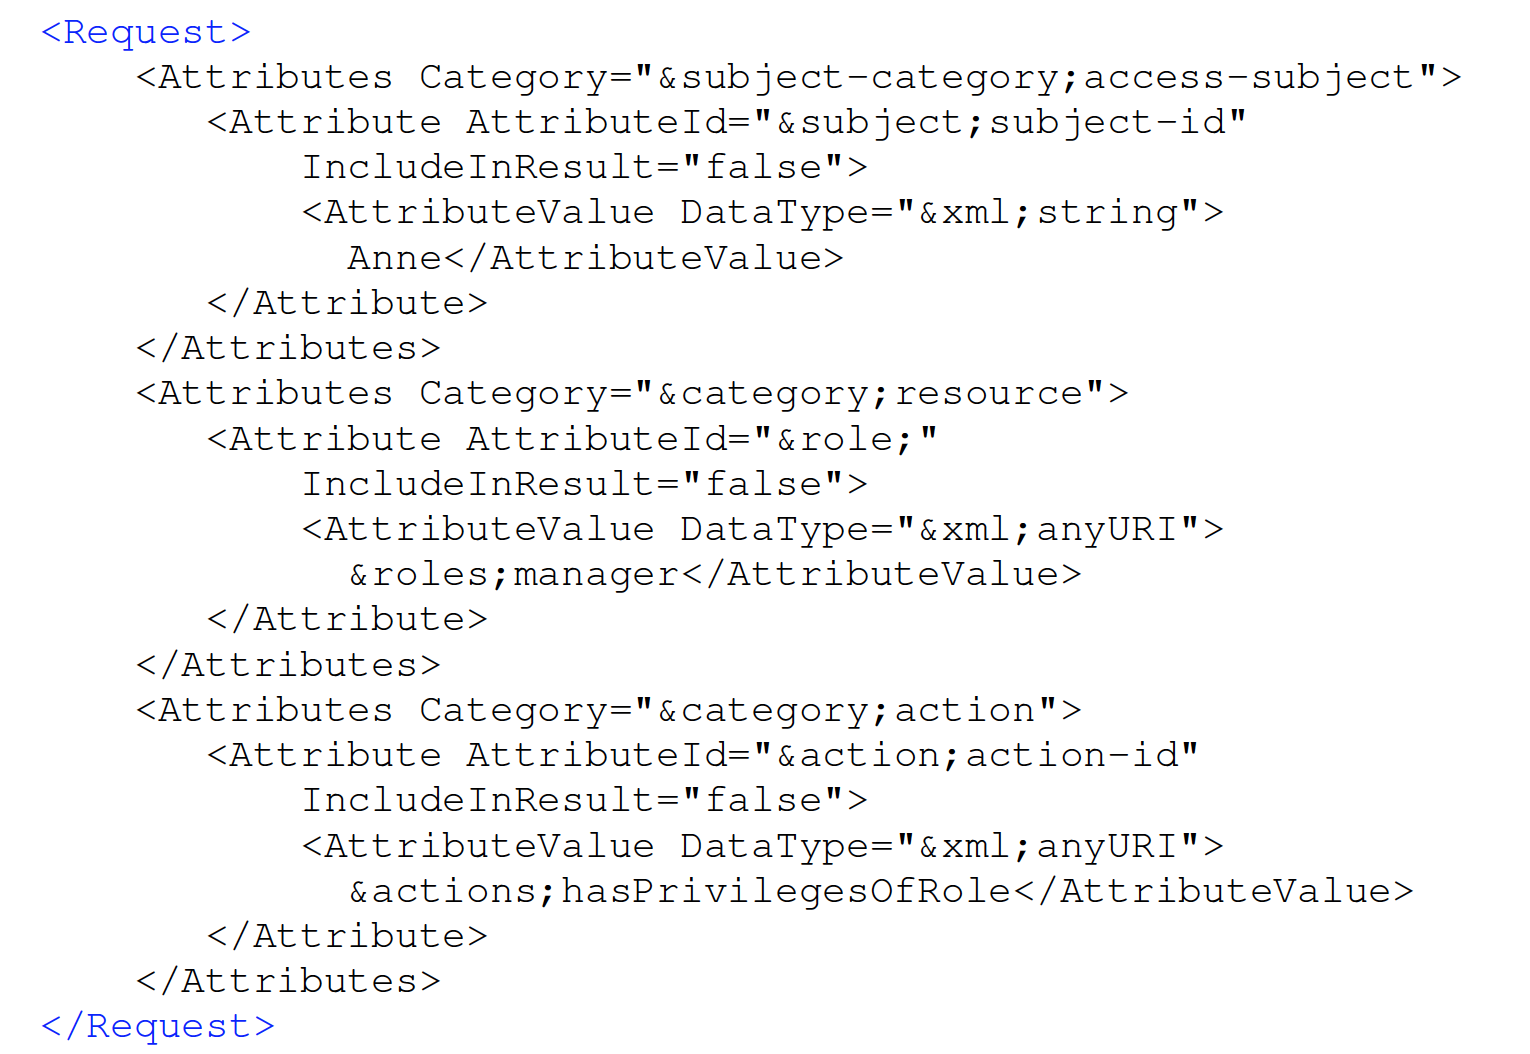 <Request>
<Attributes Category="&subject-category;access-subject">
<Attribute AttributeId="&subject;subject-id"
IncludeInResult="false">
<AttributeValue DataType="&xml;string">
Anne</AttributeValue>
</Attribute>
</Attributes>
<Attributes Category="&category;resource">
<Attribute AttributeId="&role;"
IncludeInResult="false">
<AttributeValue DataType="&xml;anyURI">
&roles;manager</AttributeValue>
</Attribute>
</Attributes>
<Attributes Category="&category;action">
<Attribute AttributeId="&action;action-id"
IncludeInResult="false">
<AttributeValue DataType="&xml;anyURI">
&actions;hasPrivilegesOfRole</AttributeValue>
</Attribute>
</Attributes>
</Request>